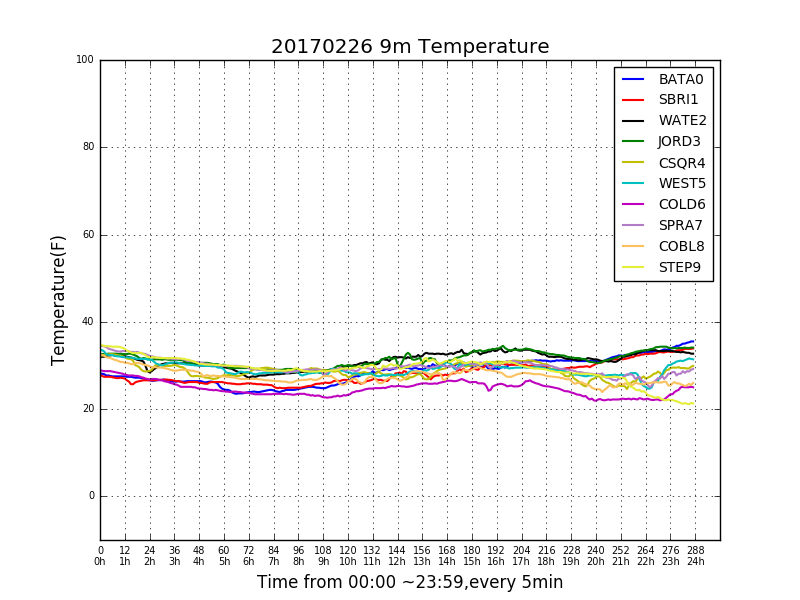 20170226 9m Temperature
100
80
60
40
20
0
Temperature(F)
BATA0
SBRI1
WATE2
JORD3
CSQR4
WEST5
COLD6
SPRA7
COBL8
STEP9
0 12 24 36 48 60 72 84 96 108 120 132 144 156 168 180 192 204 216 228 240 252 264 276 288
0h 1h 2h 3h 4h 5h 6h 7h 8h 9h 10h 11h 12h 13h 14h 15h 16h 17h 18h 19h 20h 21h 22h 23h 24h
Time from 00:00 ~23:59,every 5min